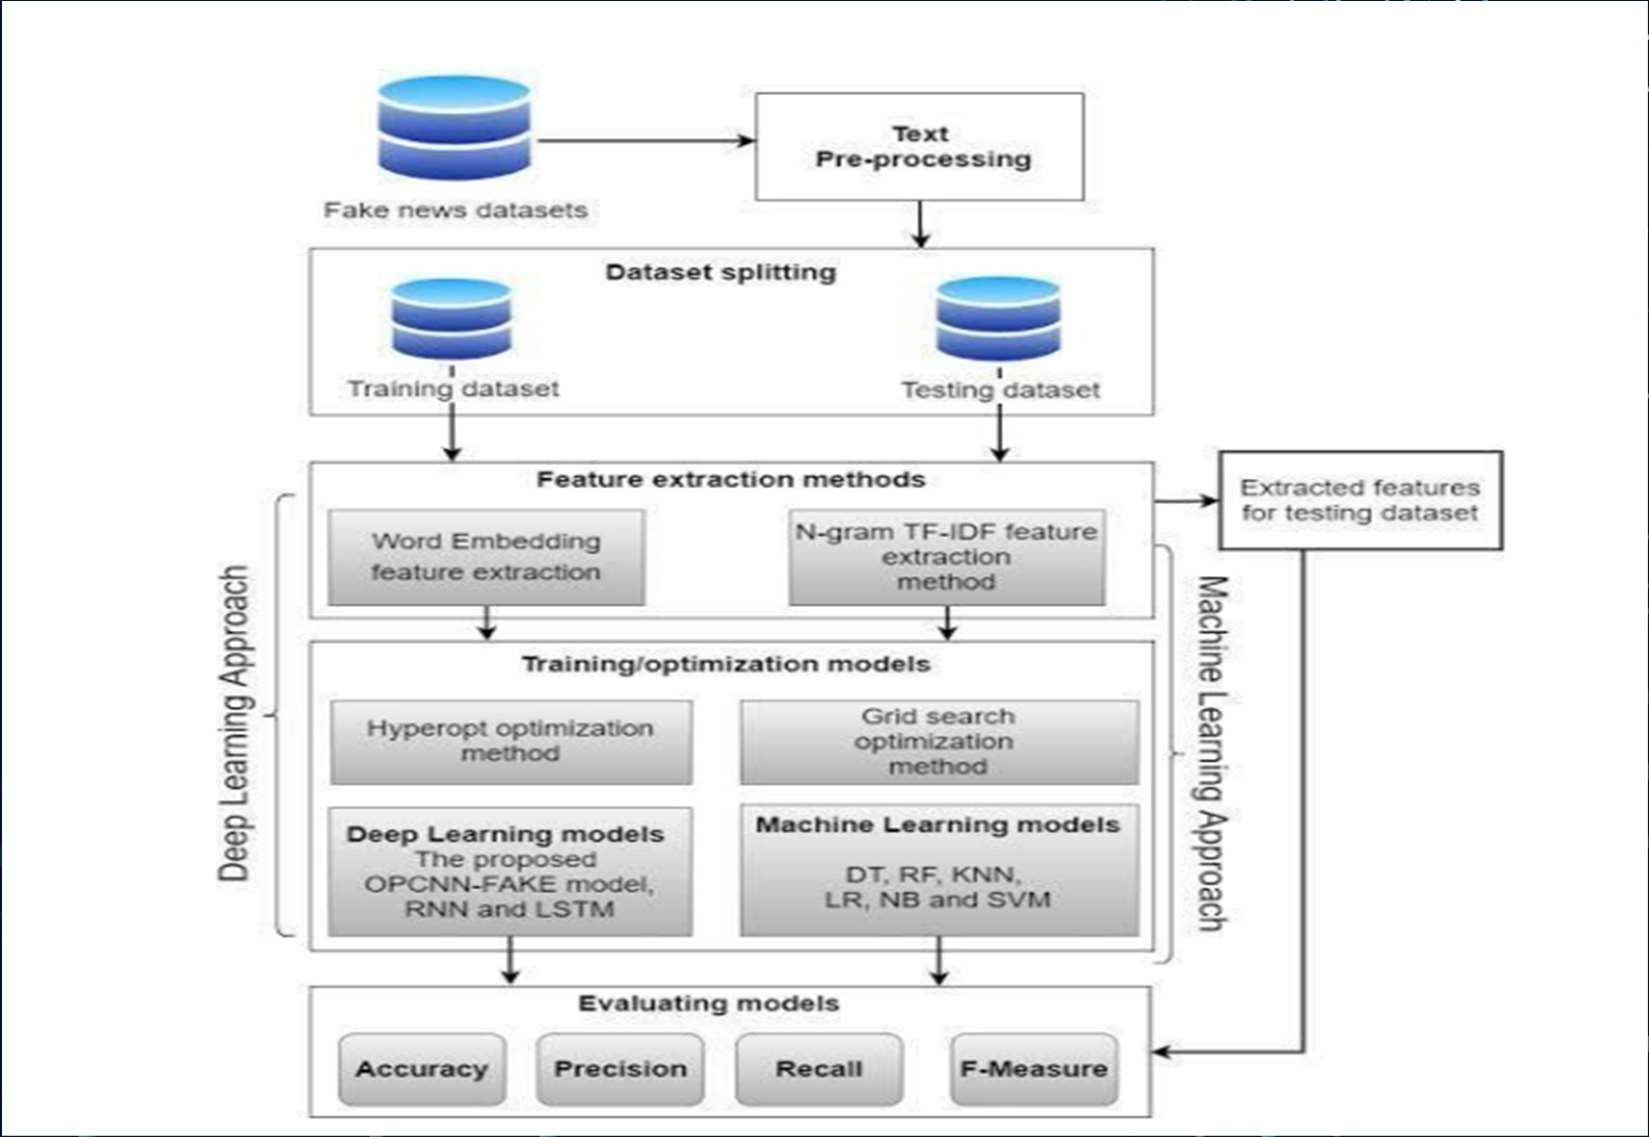 Text
Pre-processing
Fake news datasets
Dataset splitting
Training dataset
Testing dataset
Feature extraction methods
Word Embedding
feature extraction
N-gram TF-IDF feature
extraction
method
Extracted features
for testing dataset
Deep Learning Approach
Machine Learning Approach
Training/optimization models
Hyperopt optimization
method
Grid search
optimization
method
Deep Learning models
The proposed
OPCNN-FAKE model,
RNN and LSTM
Machine Learning models
DT, RF, KNN,
LR, NB and SVM
Evaluating models
Accuracy
Precision
Recall
F-Measure